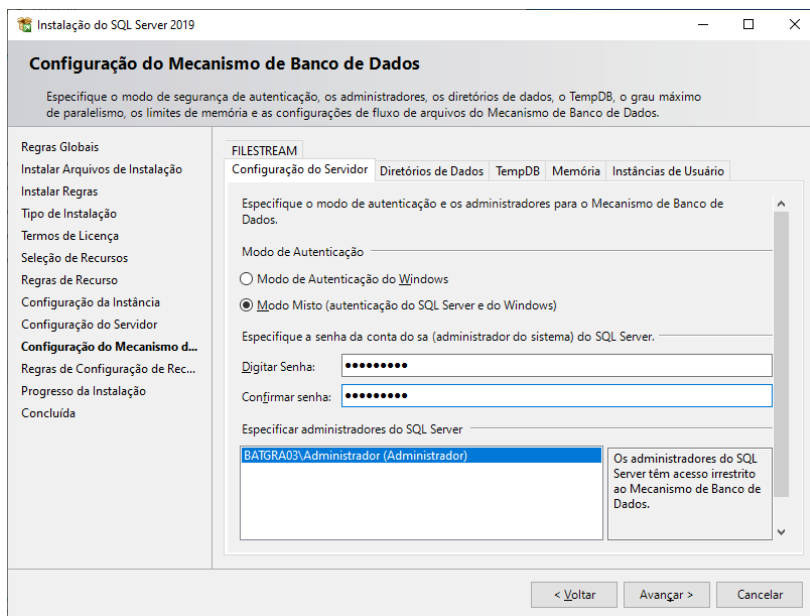 Instalação do SQL Server 2019
Configuração do Mecanismo de Banco de Dados
Especifique o modo de segurança de autenticação, os administradores, os diretórios de dados, o TempDB, o grau máximo
de paralelismo, os limites de memória e as configurações de fluxo de arquivos do Mecanismo de Banco de Dados.
Regras Globais
Instalar Arquivos de Instalação
Instalar Regras
Tipo de Instalação
Termos de Licença
Seleção de Recursos
Regras de Recurso
Configuração da Instância
Configuração do Servidor
Configuração do Mecanismo d...
Regras de Configuração de Rec...
Progresso da Instalação
Concluída
FILESTREAM
Configuração do Servidor Diretórios de Dados TempDB Memória Instâncias de Usuário
Especifique o modo de autenticação e os administradores para o Mecanismo de Banco de
Dados.
Modo de Autenticação
Modo de Autenticação do Windows
Modo Misto (autenticação do SQL Server e do Windows)
Especifique a senha da conta do sa (administrador do sistema) do SQL Server.
Digitar Senha: ●●●●●●●●●
Confirmar senha: ●●●●●●●●●
Especificar administradores do SQL Server
BATGRA03\Administrador (Administrador)
Os administradores do SQL
Server têm acesso irrestrito
ao Mecanismo de Banco de
Dados.
< Voltar Avançar > Cancelar